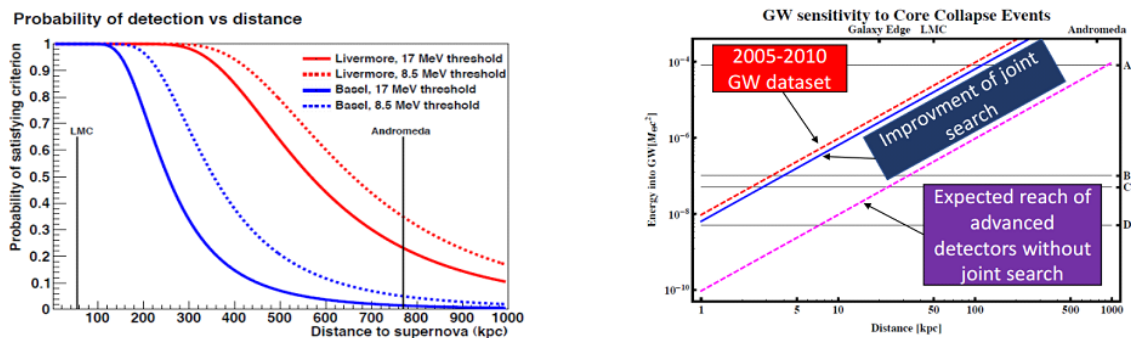 Probability of detection vs distance
Probability of satisfying criterion
1
0.9
0.8
0.7
0.6
0.5
0.4
0.3
0.2
0.1
0
Livermore, 17 MeV threshold
Livermore, 8.5 MeV threshold
Basel, 17 MeV threshold
Basel, 8.5 MeV threshold
LMC
Andromeda
100 200 300 400 500 600 700 800 900 1000
Distance to supernova (kpc)
GW sensitivity to Core Collapse Events
Galaxy Edge LMC Andromeda
Energy into GW[M⊙c²]
10⁻⁴
10⁻⁶
10⁻⁸
10⁻¹⁰
2005-2010
GW dataset
Improvment of joint
search
Expected reach of
advanced
detectors without
joint search
A
B
C
D
1 5 10 50 100 500 1000
Distance [kpc]